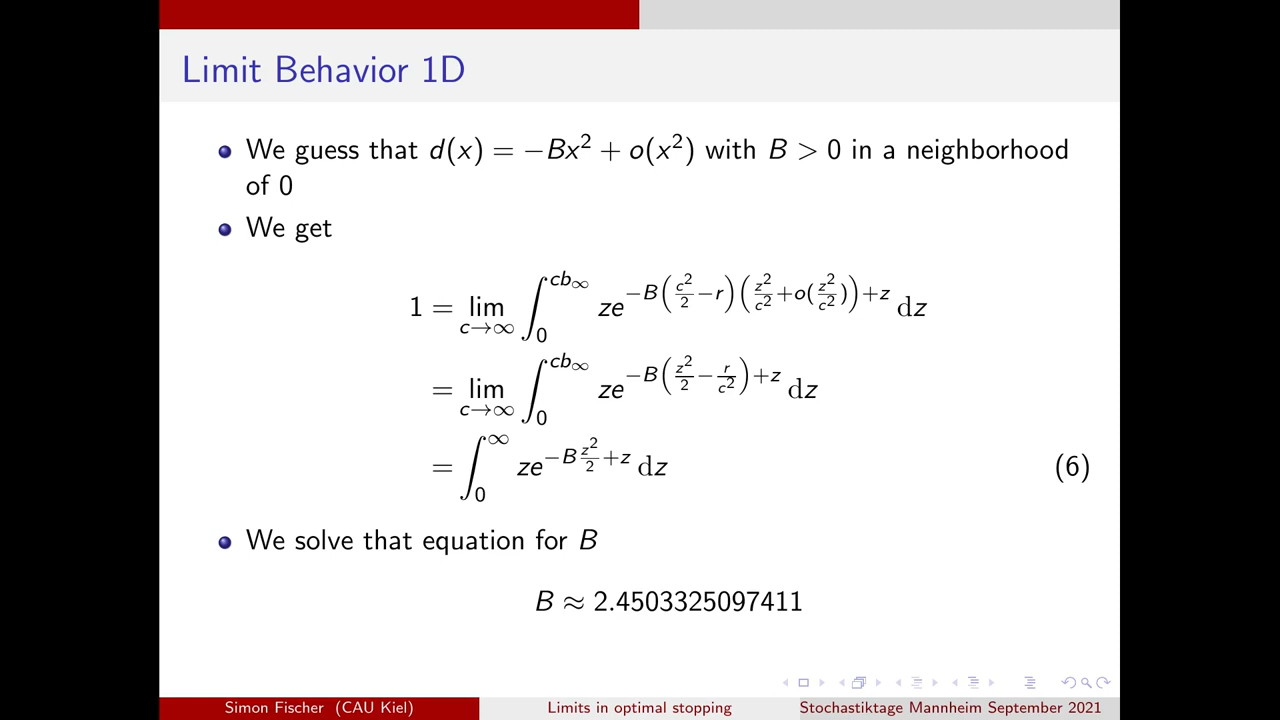 Limit Behavior 1D
• We guess that d(x) = −Bx² + o(x²) with B > 0 in a neighborhood
of 0
• We get
1 = lim_{c→∞} ∫_0^{cb_∞} ze^{−B(c²/2 − r)(z²/c² + o(z²/c²))+z} dz
= lim_{c→∞} ∫_0^{cb_∞} ze^{−B(z²/2 − r/c²)+z} dz
= ∫_0^∞ ze^{−B z²/2 +z} dz (6)
• We solve that equation for B
B ≈ 2.4503325097411
Simon Fischer (CAU Kiel) Limits in optimal stopping Stochastiktage Mannheim September 2021